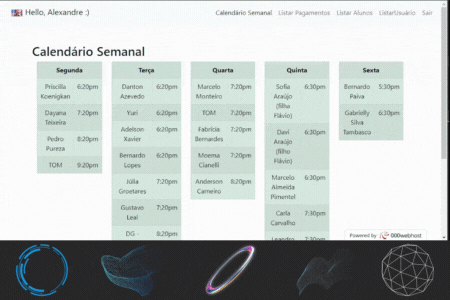 Hello, Alexandre :)
Calendário Semanal Listar Pagamentos Listar Alunos ListarUsuário Sair
Calendário Semanal
Segunda
Priscilla Koenigkan 6:20pm
Dayana Teixeira 7:20pm
Pedro Pureza 8:20pm
TOM 9:20pm
Terça
Danton Azevedo 6:20pm
Yuri 6:20pm
Adelson Xavier 6:20pm
Bernardo Lopes 6:20pm
Júlia Groetares 7:20pm
Gustavo Leal 7:20pm
DG - 8:20pm
Quarta
Marcelo Monteiro 7:20pm
TOM 7:20pm
Fabrícia Bernardes 7:20pm
Moema Cianelli 7:20pm
Anderson Carneiro 8:20pm
Quinta
Sofia Araújo (filhe Flávio) 6:30pm
Davi Araújo (filho Flávio) 6:30pm
Marcelo Almeida Pimentel 6:30pm
Carla Carvalho 7:30pm
Leandro 7:30pm
Sexta
Bernardo Paiva 5:30pm
Gabrielly Silva Tambasco 6:30pm
Powered by 000webhost